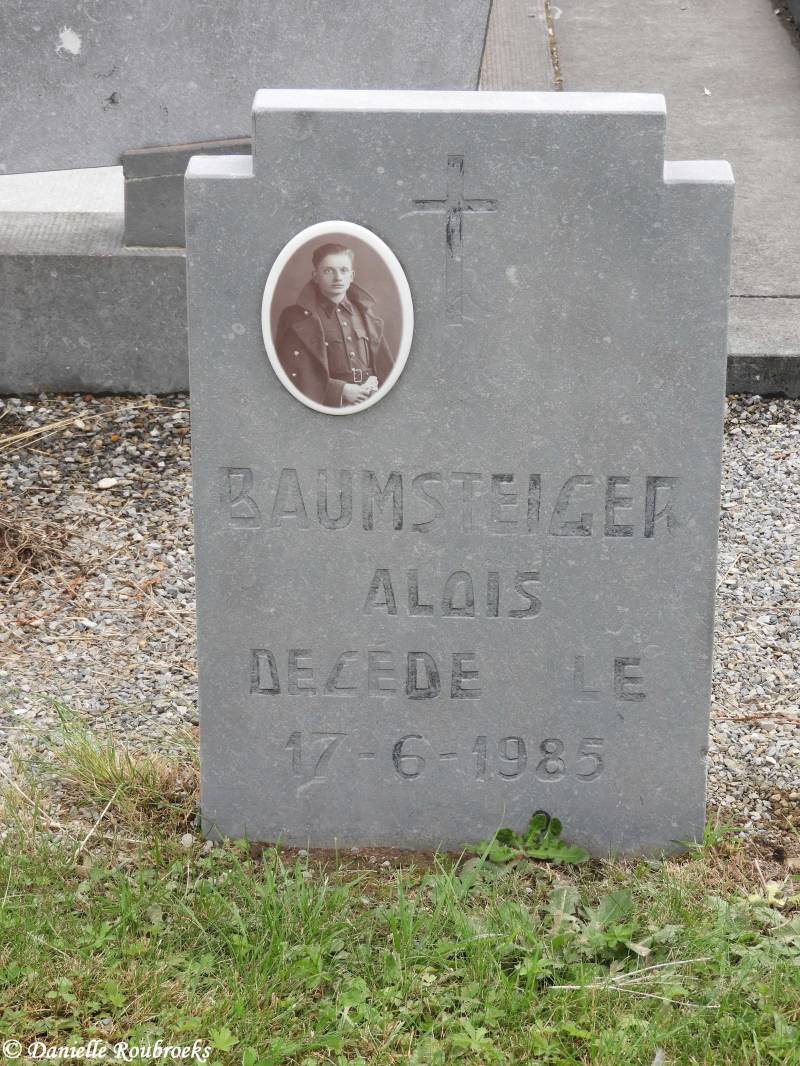 BAUMSTEIGER
ALOIS
DECEDE LE
17-6-1985
© Danielle Roubroeks